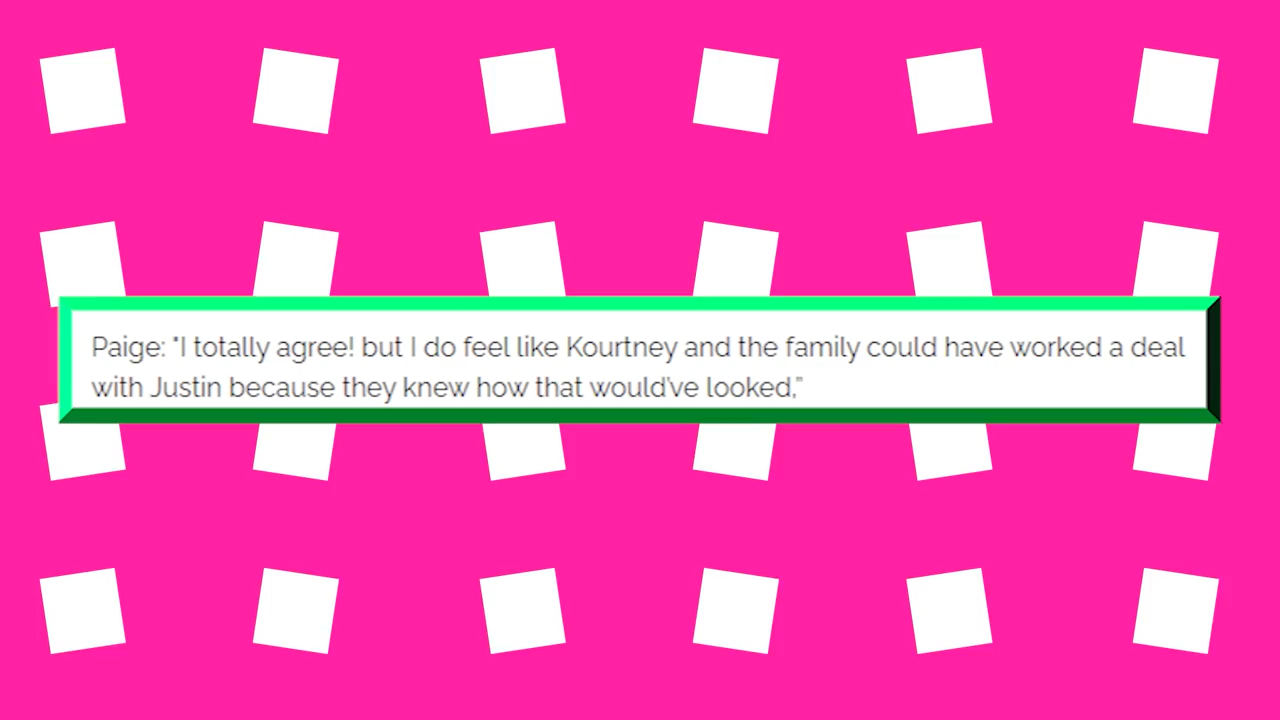 Paige: "I totally agree! but I do feel like Kourtney and the family could have worked a deal
with Justin because they knew how that would've looked,"